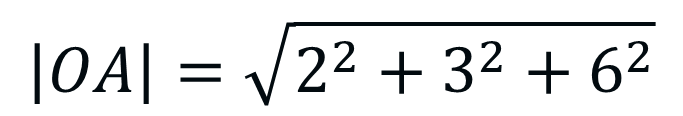 |OA| = √(2² + 3² + 6²)